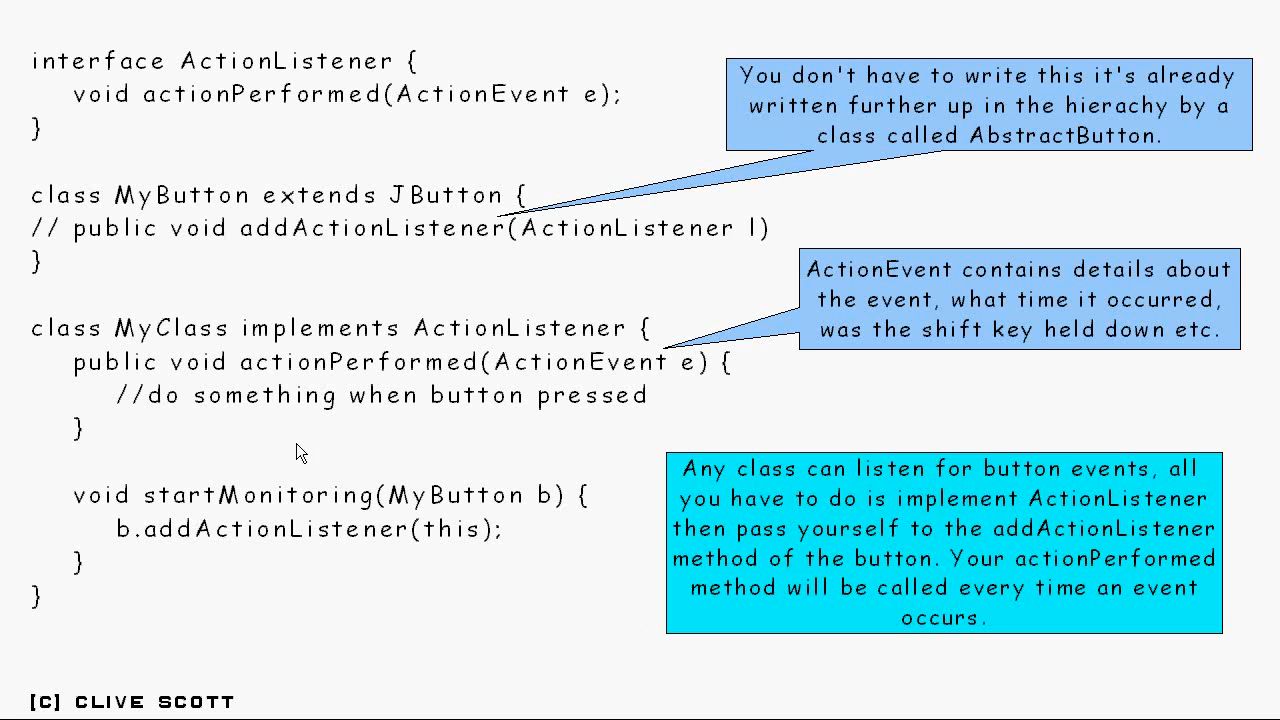 interface ActionListener {
void actionPerformed(ActionEvent e);
}
class MyButton extends JButton {
// public void addActionListener(ActionListener l)
}
class MyClass implements ActionListener {
public void actionPerformed(ActionEvent e) {
//do something when button pressed
}
void startMonitoring(MyButton b) {
b.addActionListener(this);
}
}
You don't have to write this it's already
written further up in the hierachy by a
class called AbstractButton.
ActionEvent contains details about
the event, what time it occurred,
was the shift key held down etc.
Any class can listen for button events, all
you have to do is implement ActionListener
then pass yourself to the addActionListener
method of the button. Your actionPerformed
method will be called every time an event
occurs.
[C] CLIVE SCOTT